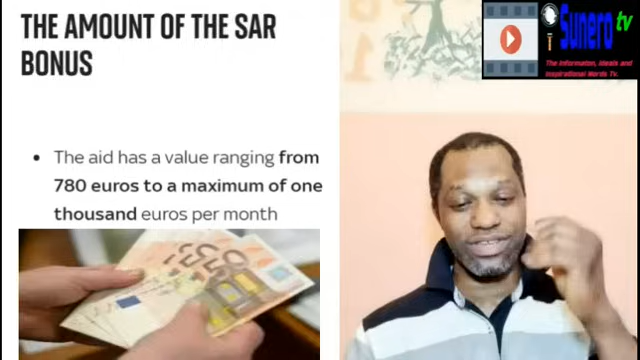 THE AMOUNT OF THE SAR
BONUS
• The aid has a value ranging from
780 euros to a maximum of one
thousand euros per month
50
Sunero tv
The Information, Ideals and
Inspirational Words Tv.